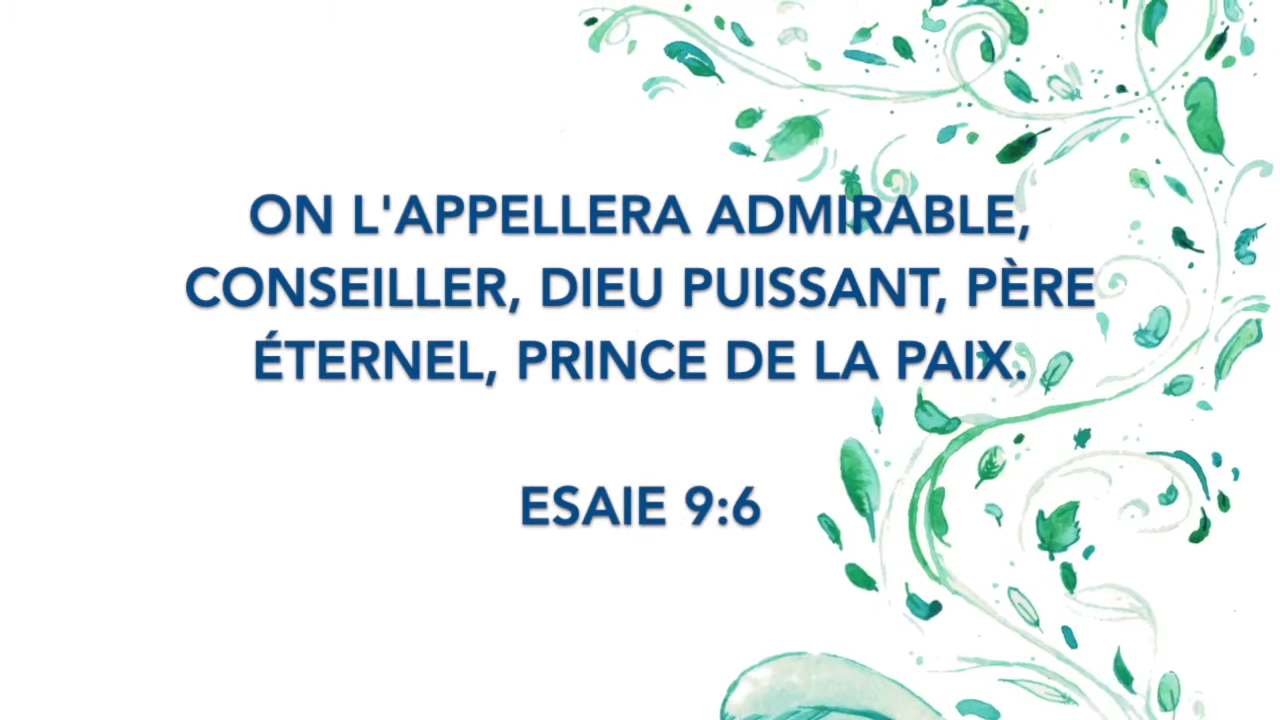 ON L'APPELLERA ADMIRABLE,
CONSEILLER, DIEU PUISSANT, PÈRE
ÉTERNEL, PRINCE DE LA PAIX.
ESAIE 9:6